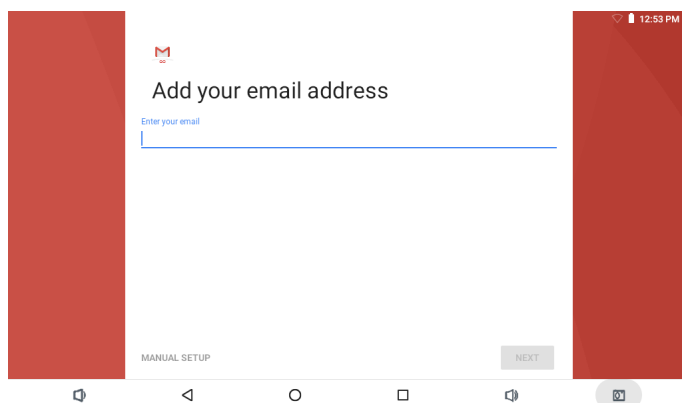 12:53 PM
Add your email address
Enter your email
MANUAL SETUP
NEXT